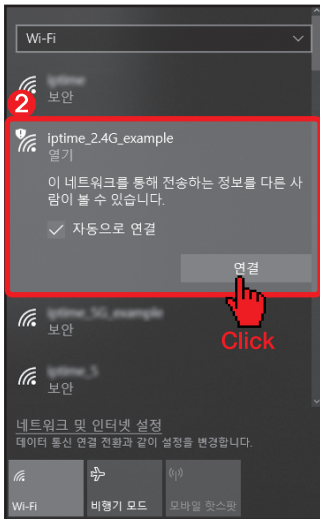 Wi-Fi
보안
2
iptime_2.4G_example
열기
이 네트워크를 통해 전송하는 정보를 다른 사
람이 볼 수 있습니다.
자동으로 연결
연결
Click
보안
보안
네트워크 및 인터넷 설정
데이터 통신 연결 전환과 같이 설정을 변경합니다.
Wi-Fi
비행기 모드
모바일 핫스팟